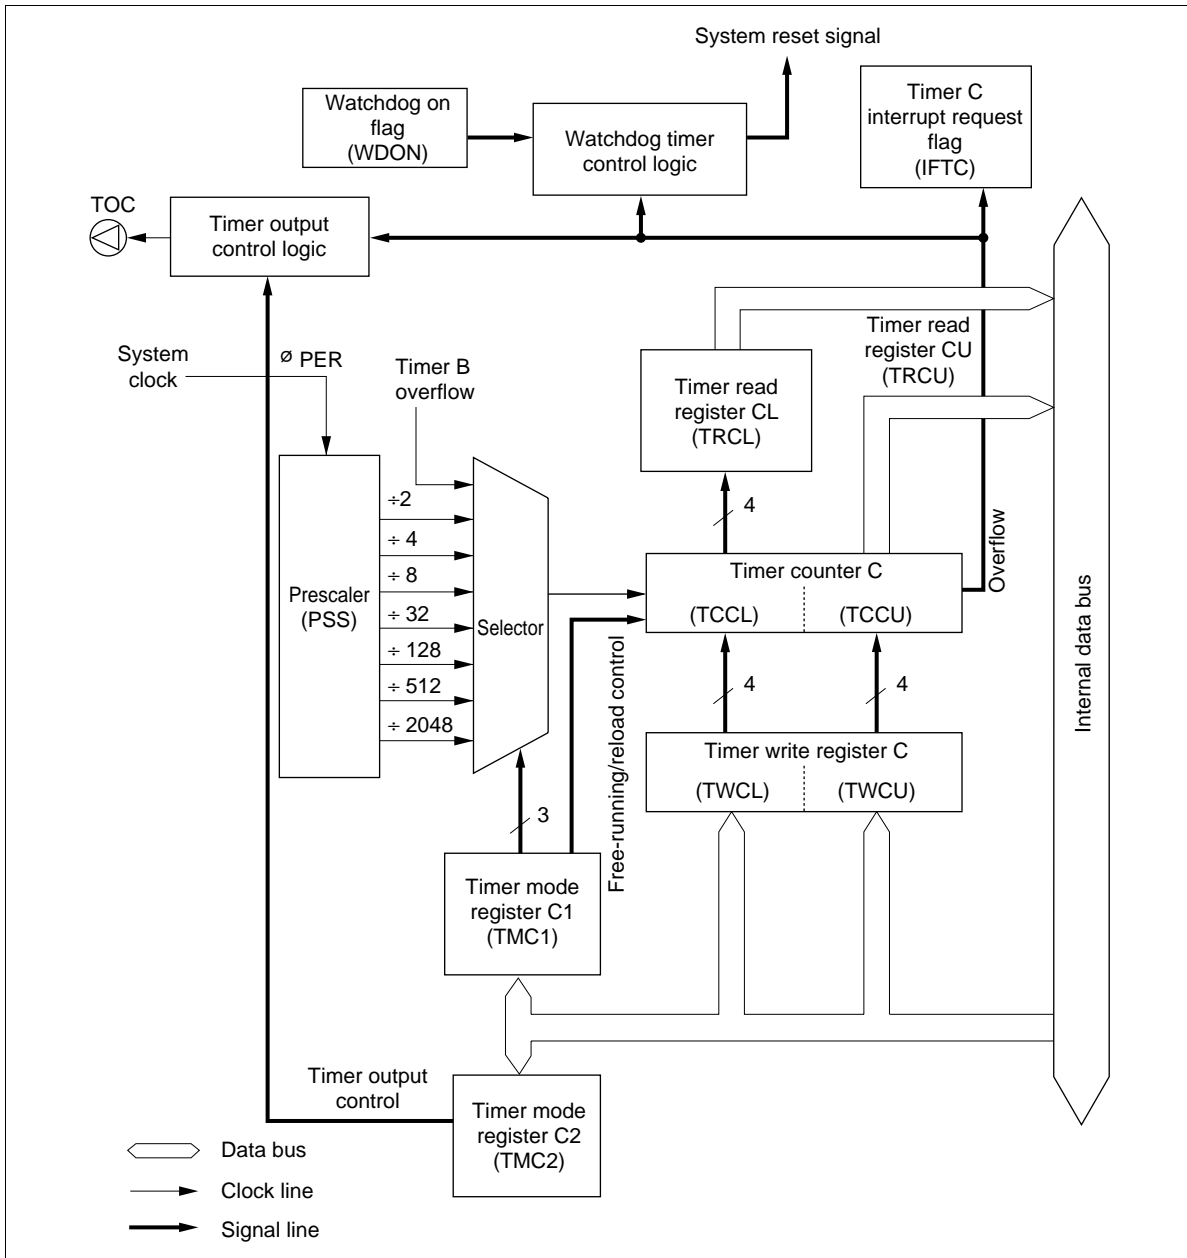 System reset signal
Watchdog on
flag
(WDON)
Watchdog timer
control logic
Timer C
interrupt request
flag
(IFTC)
TOC
Timer output
control logic
System
clock
ø PER
Timer B
overflow
Timer read
register CL
(TRCL)
Timer read
register CU
(TRCU)
Prescaler
(PSS)
÷2
÷ 4
÷ 8
÷ 32
÷ 128
÷ 512
÷ 2048
Selector
4
Timer counter C
(TCCL)
(TCCU)
Overflow
Internal data bus
Free-running/reload control
4
4
Timer write register C
(TWCL)
(TWCU)
3
Timer mode
register C1
(TMC1)
Timer output
control
Timer mode
register C2
(TMC2)
Data bus
Clock line
Signal line